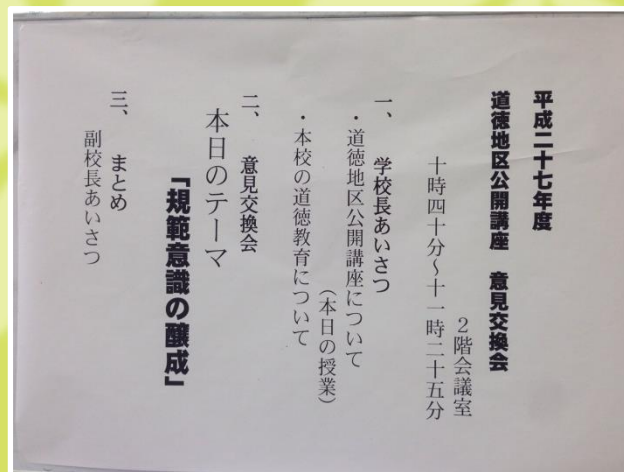 平成二十七年度
道徳地区公開講座　意見交換会
２階会議室
十時四十分～十一時二十五分
一、　学校長あいさつ
・道徳地区公開講座について
（本日の授業）
・本校の道徳教育について
二、　意見交換会
本日のテーマ
「規範意識の醸成」
三、　まとめ
副校長あいさつ